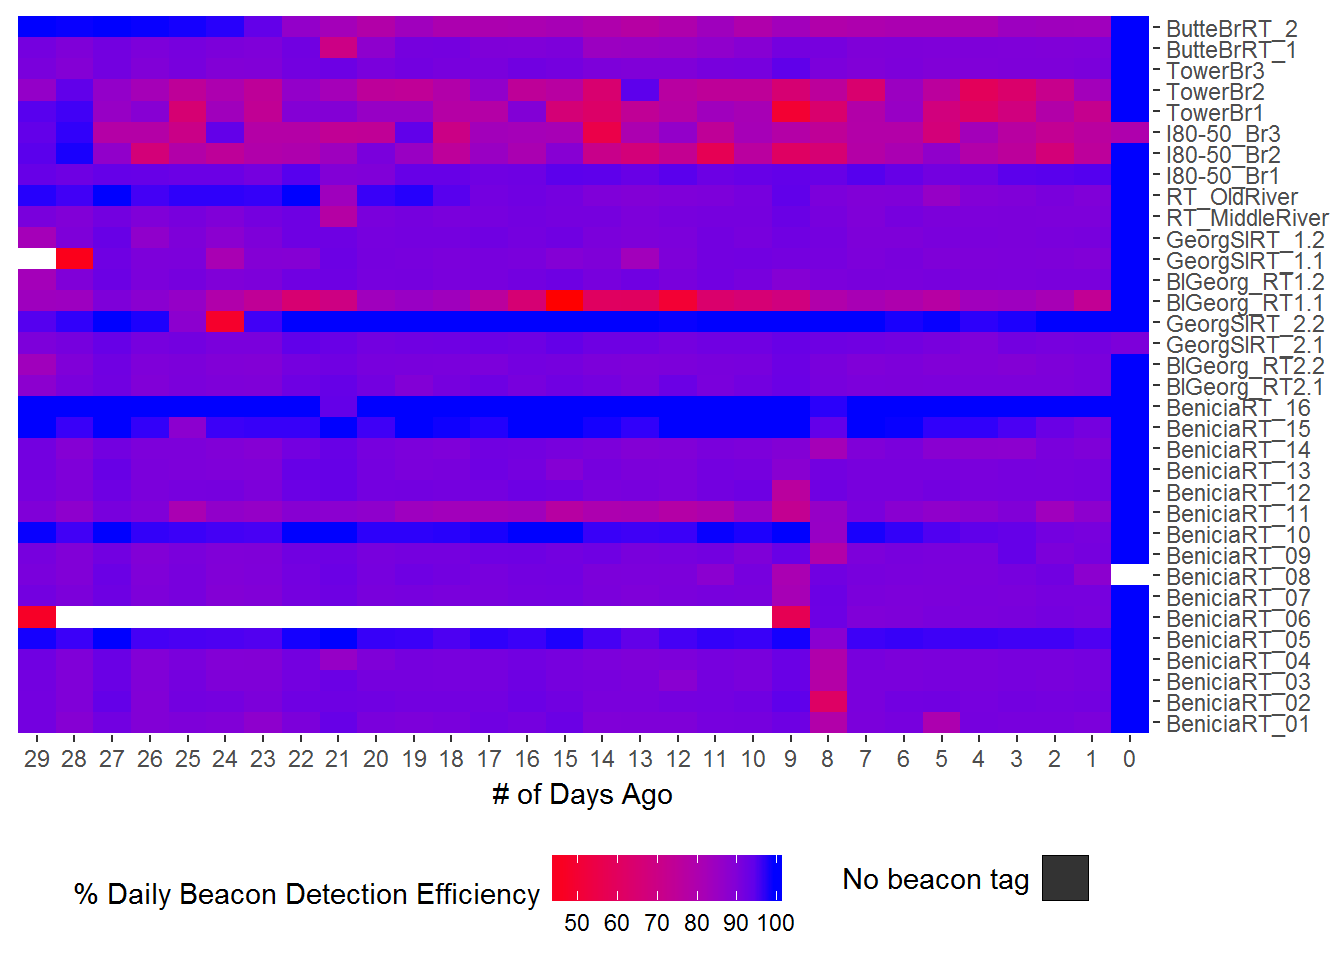 ButteBrRT_2
ButteBrRT_1
TowerBr3
TowerBr2
TowerBr1
I80-50_Br3
I80-50_Br2
I80-50_Br1
RT_OldRiver
RT_MiddleRiver
GeorgSlRT_1.2
GeorgSlRT_1.1
BlGeorg_RT1.2
BlGeorg_RT1.1
GeorgSlRT_2.2
GeorgSlRT_2.1
BlGeorg_RT2.2
BlGeorg_RT2.1
BeniciaRT_16
BeniciaRT_15
BeniciaRT_14
BeniciaRT_13
BeniciaRT_12
BeniciaRT_11
BeniciaRT_10
BeniciaRT_09
BeniciaRT_08
BeniciaRT_07
BeniciaRT_06
BeniciaRT_05
BeniciaRT_04
BeniciaRT_03
BeniciaRT_02
BeniciaRT_01
29 28 27 26 25 24 23 22 21 20 19 18 17 16 15 14 13 12 11 10 9 8 7 6 5 4 3 2 1 0
# of Days Ago
% Daily Beacon Detection Efficiency
50 60 70 80 90 100
No beacon tag